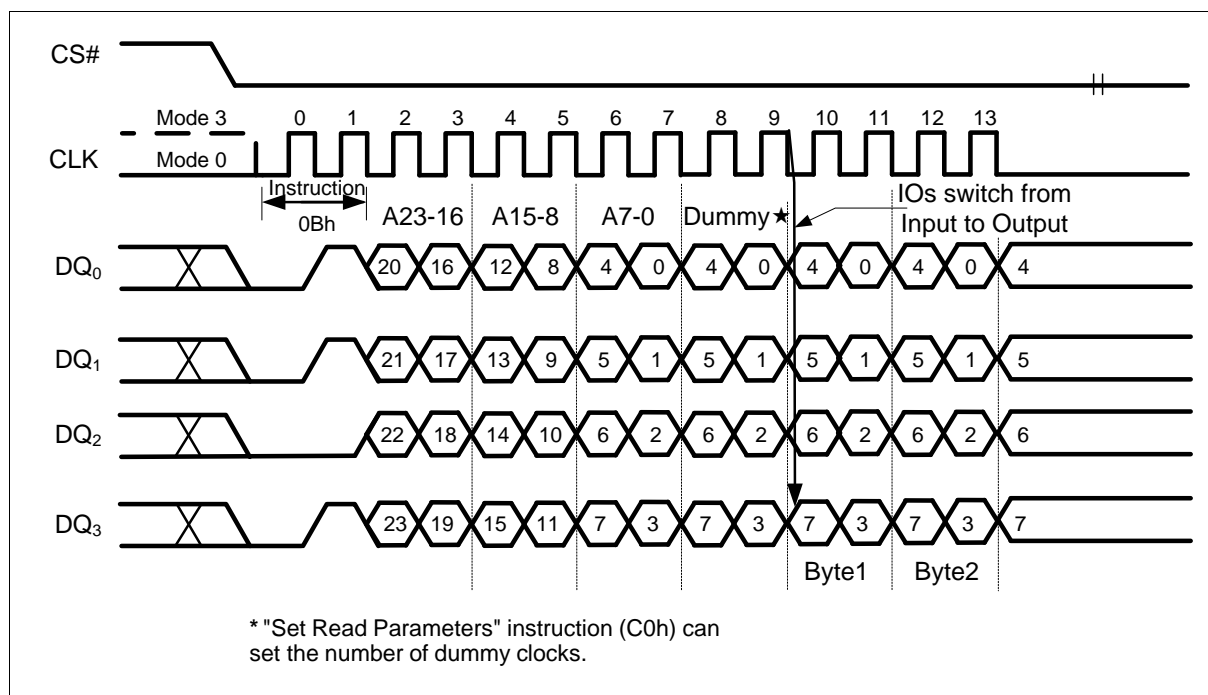 CS#
Mode 3 0 1 2 3 4 5 6 7 8 9 10 11 12 13
CLK
Mode 0
Instruction
0Bh
A23-16 A15-8 A7-0 Dummy★
IOs switch from
Input to Output
DQ0 20 16 12 8 4 0 4 0 4 0 4 0 4
DQ1 21 17 13 9 5 1 5 1 5 1 5 1 5
DQ2 22 18 14 10 6 2 6 2 6 2 6 2 6
DQ3 23 19 15 11 7 3 7 3 7 3 7 3 7
Byte1 Byte2
* "Set Read Parameters" instruction (C0h) can
set the number of dummy clocks.